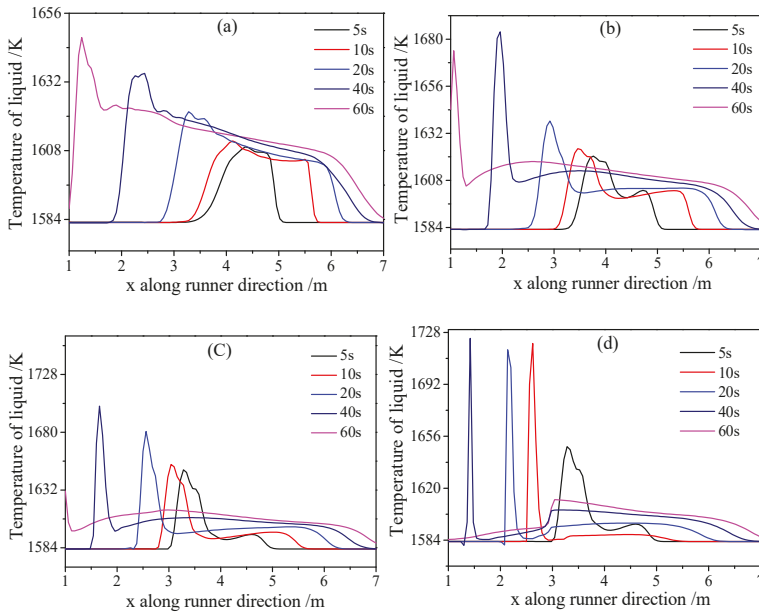 (a)
Temperature of liquid /K
1656
1632
1608
1584
5s
10s
20s
40s
60s
1 2 3 4 5 6 7
x along runner direction /m
(b)
Temperature of liquid /K
1680
1656
1632
1608
1584
5s
10s
20s
40s
60s
1 2 3 4 5 6 7
x along runner direction /m
(C)
Temperature of liquid /K
1728
1680
1632
1584
5s
10s
20s
40s
60s
1 2 3 4 5 6 7
x along runner direction /m
(d)
Temperature of liquid /K
1728
1692
1656
1620
1584
5s
10s
20s
40s
60s
1 2 3 4 5 6 7
x along runner direction /m